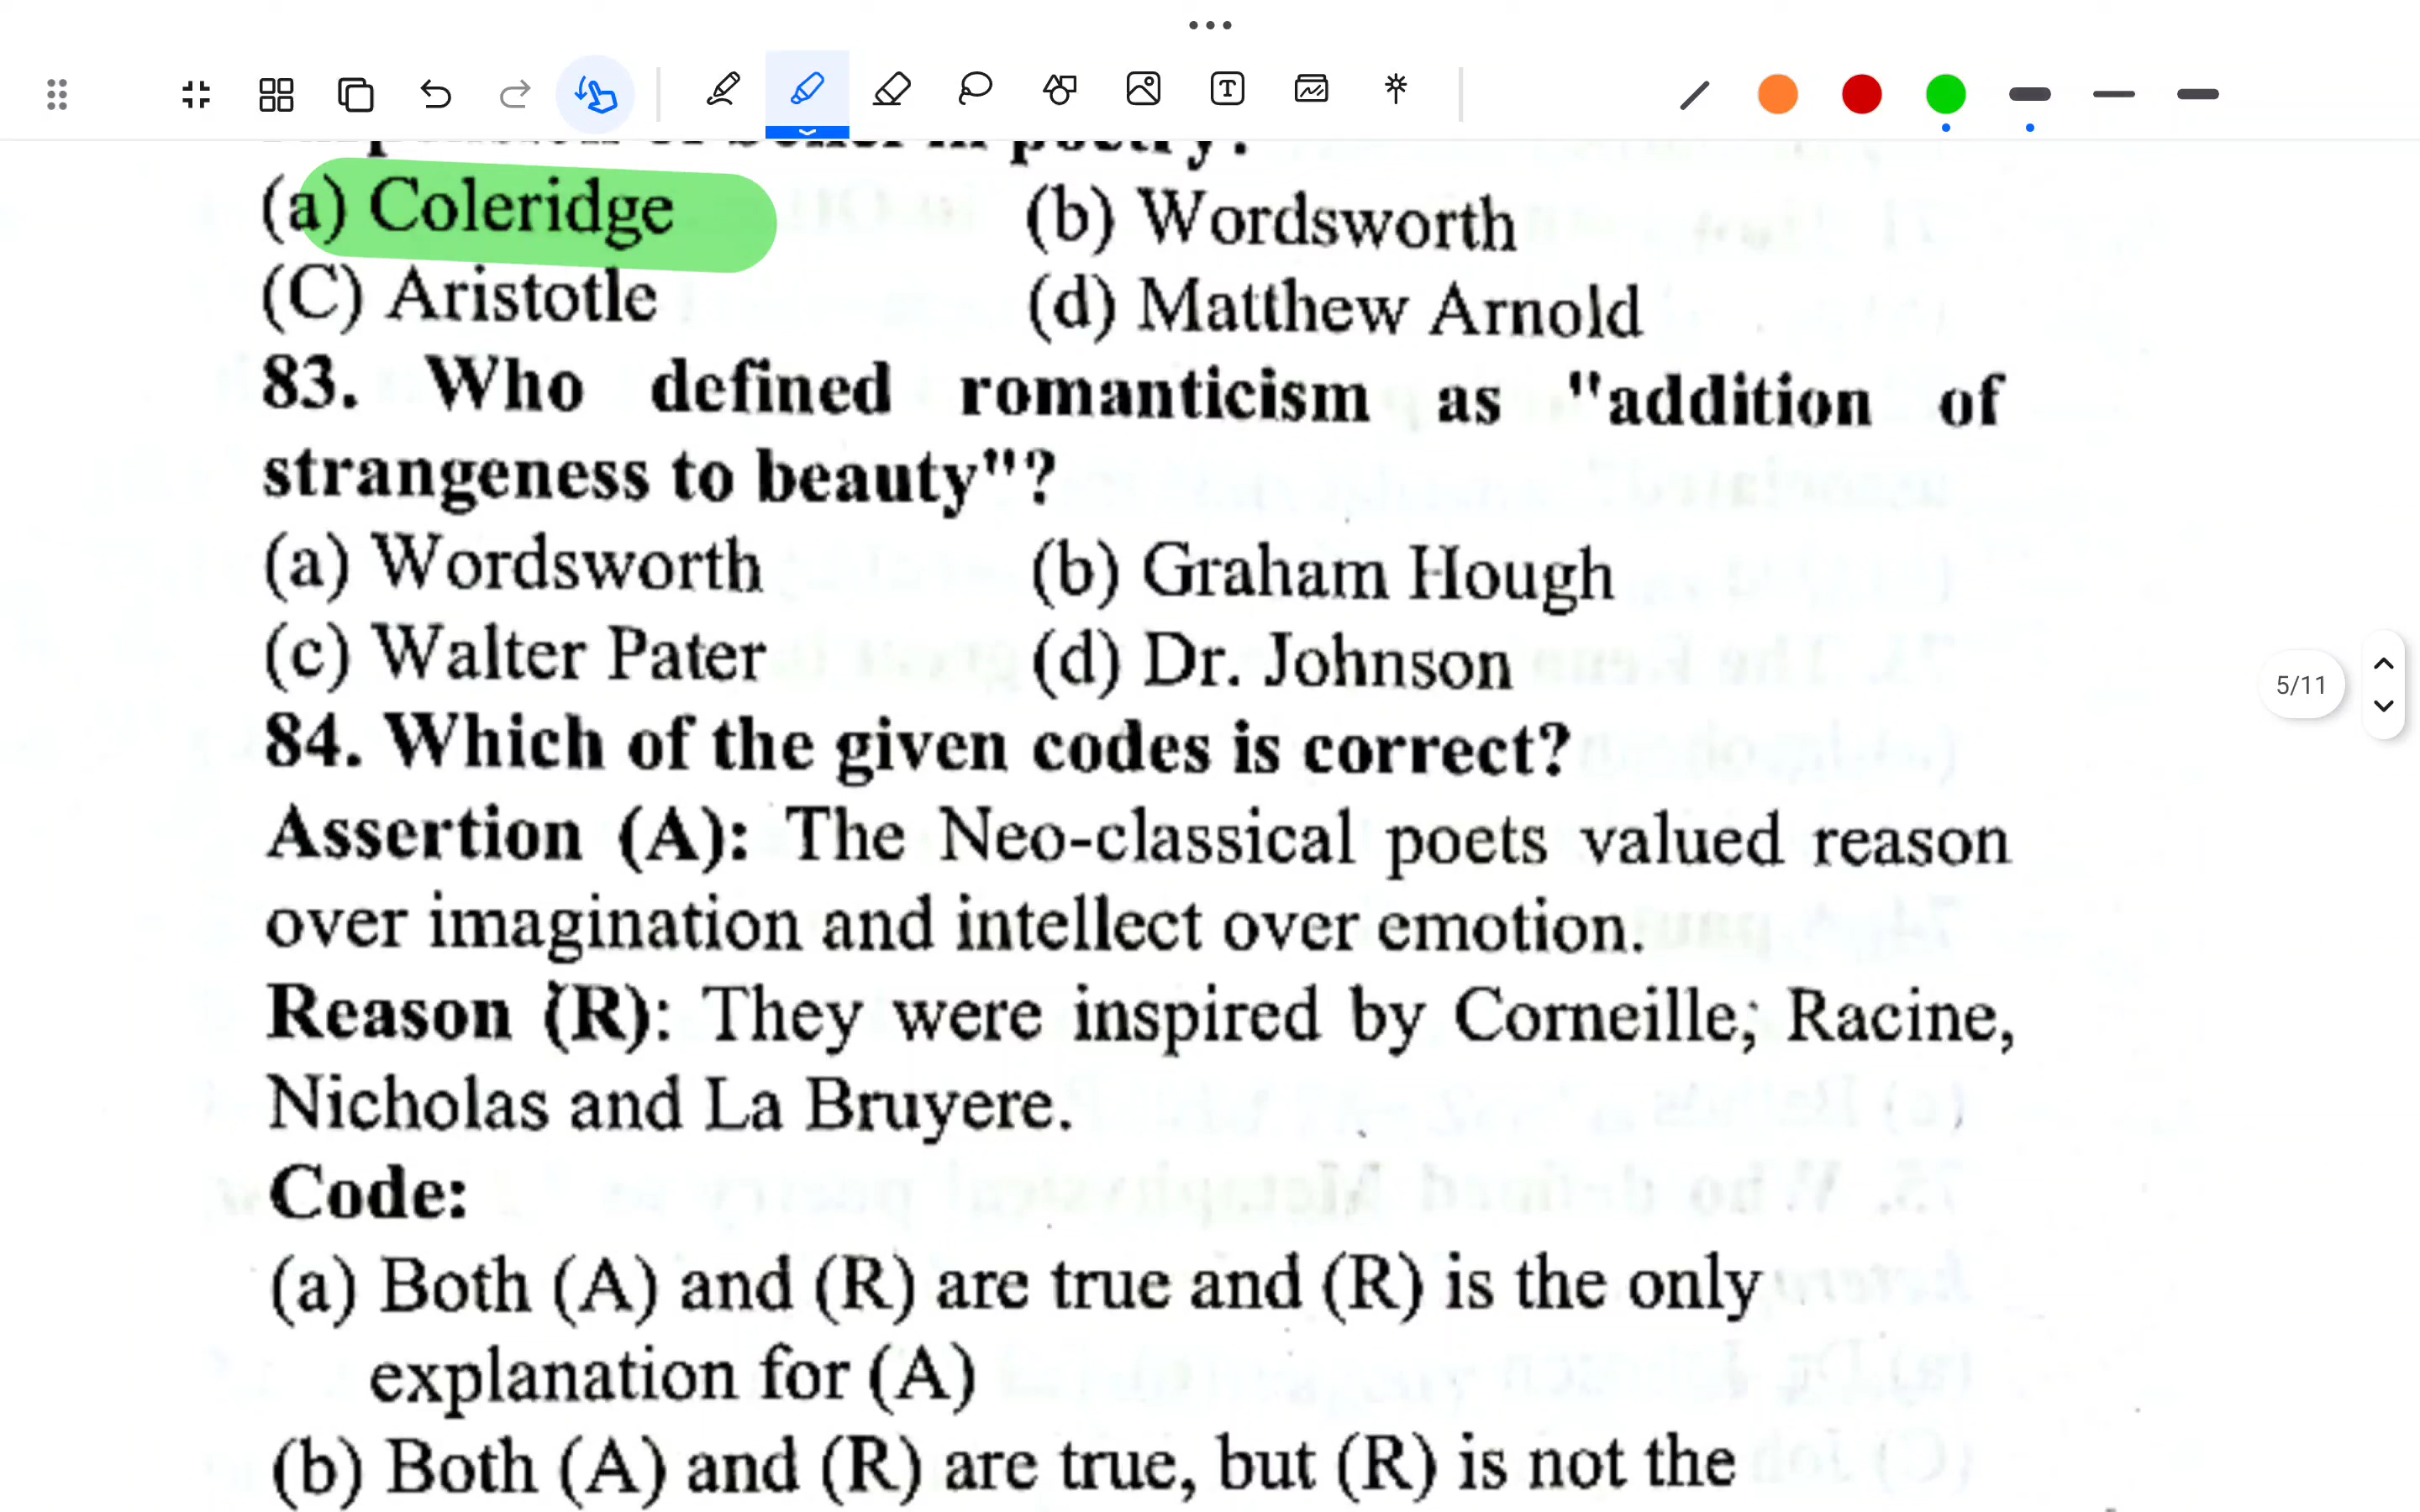 (a) Coleridge (b) Wordsworth
(C) Aristotle (d) Matthew Arnold
83. Who defined romanticism as "addition of
strangeness to beauty"?
(a) Wordsworth (b) Graham Hough
(c) Walter Pater (d) Dr. Johnson
5/11
84. Which of the given codes is correct?
Assertion (A): The Neo-classical poets valued reason
over imagination and intellect over emotion.
Reason (R): They were inspired by Corneille; Racine,
Nicholas and La Bruyere.
Code:
(a) Both (A) and (R) are true and (R) is the only
explanation for (A)
(b) Both (A) and (R) are true, but (R) is not the